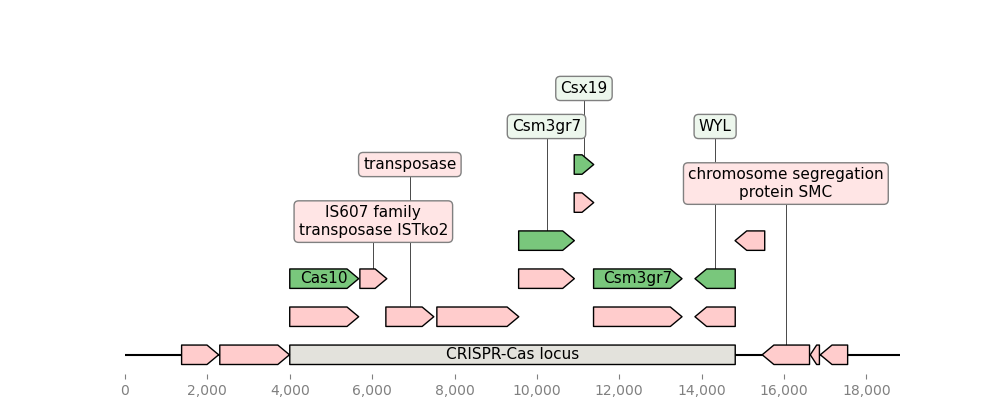 Csx19
Csm3gr7
WYL
transposase
chromosome segregation
protein SMC
IS607 family
transposase ISTko2
Cas10
Csm3gr7
CRISPR-Cas locus
0
2,000
4,000
6,000
8,000
10,000
12,000
14,000
16,000
18,000